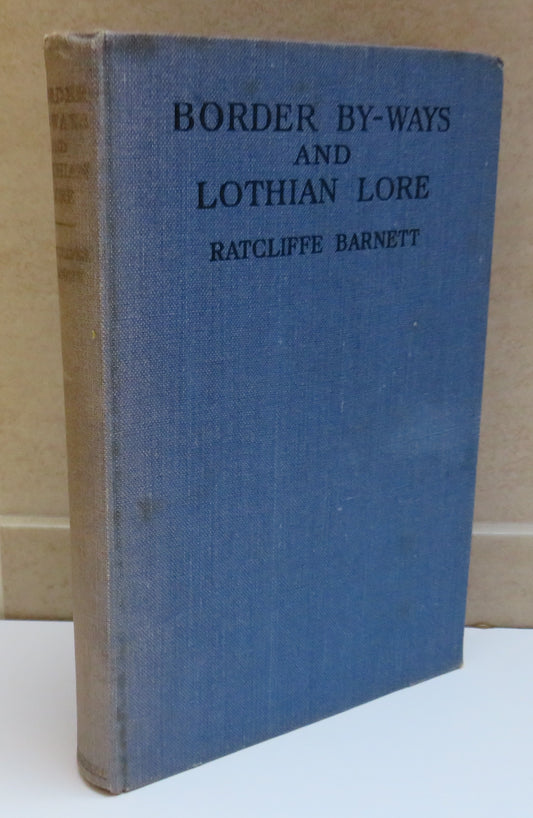 BORDER BY-WAYS
AND
LOTHIAN LORE
RATCLIFFE BARNETT